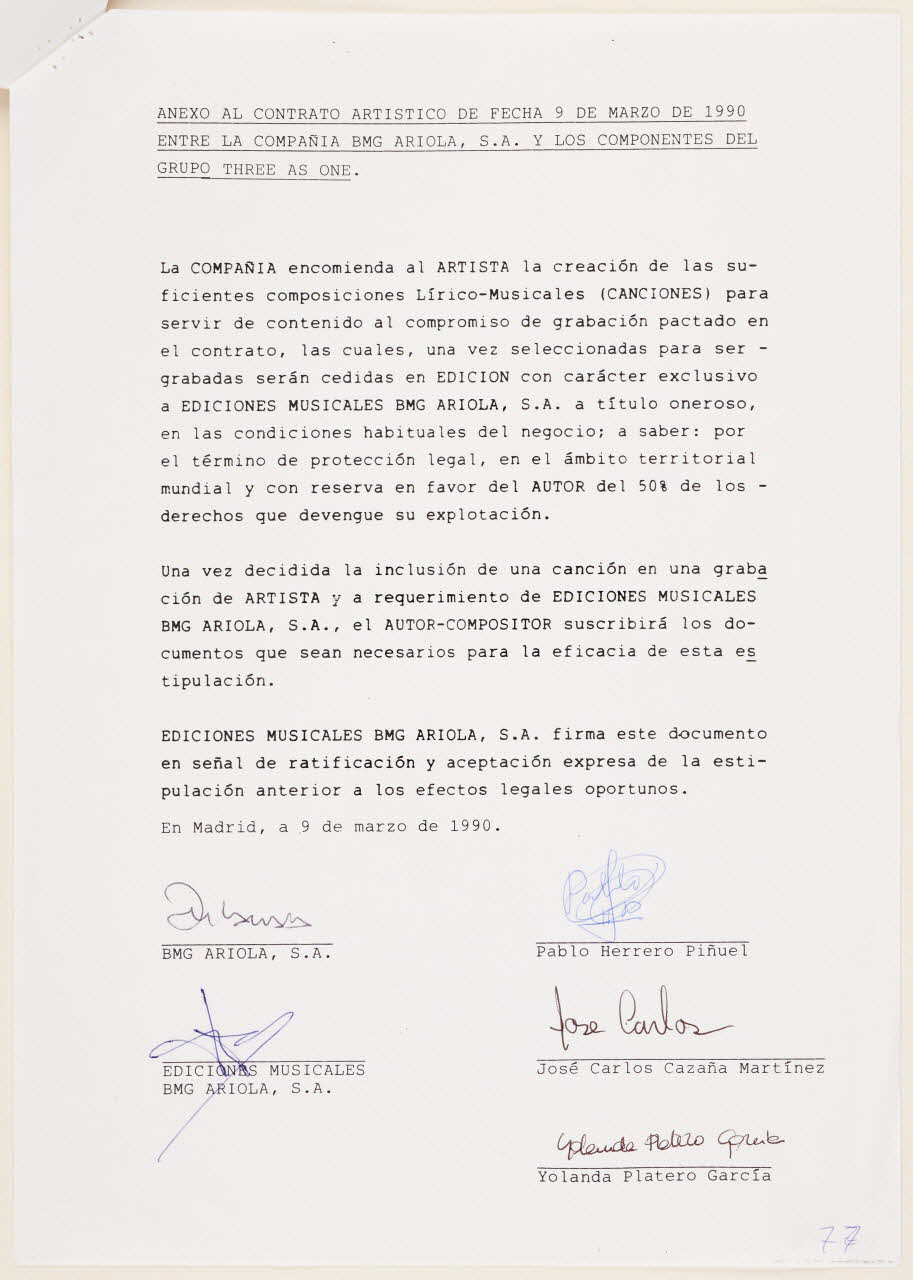 ANEXO AL CONTRATO ARTISTICO DE FECHA 9 DE MARZO DE 1990
ENTRE LA COMPAÑIA BMG ARIOLA, S.A. Y LOS COMPONENTES DEL
GRUPO THREE AS ONE.
La COMPAÑIA encomienda al ARTISTA la creación de las su-
ficientes composiciones Lírico-Musicales (CANCIONES) para
servir de contenido al compromiso de grabación pactado en
el contrato, las cuales, una vez seleccionadas para ser -
grabadas serán cedidas en EDICION con carácter exclusivo
a EDICIONES MUSICALES BMG ARIOLA, S.A. a título oneroso,
en las condiciones habituales del negocio; a saber: por
el término de protección legal, en el ámbito territorial
mundial y con reserva en favor del AUTOR del 50% de los -
derechos que devengue su explotación.
Una vez decidida la inclusión de una canción en una graba
ción de ARTISTA y a requerimiento de EDICIONES MUSICALES
BMG ARIOLA, S.A., el AUTOR-COMPOSITOR suscribirá los do-
cumentos que sean necesarios para la eficacia de esta es
tipulación.
EDICIONES MUSICALES BMG ARIOLA, S.A. firma este documento
en señal de ratificación y aceptación expresa de la esti-
pulación anterior a los efectos legales oportunos.
En Madrid, a 9 de marzo de 1990.
BMG ARIOLA, S.A.
Pablo
Pablo Herrero Piñuel
EDICIONES MUSICALES
BMG ARIOLA, S.A.
Jose Carlos
José Carlos Cazaña Martínez
Yolanda Platero García
Yolanda Platero García
77